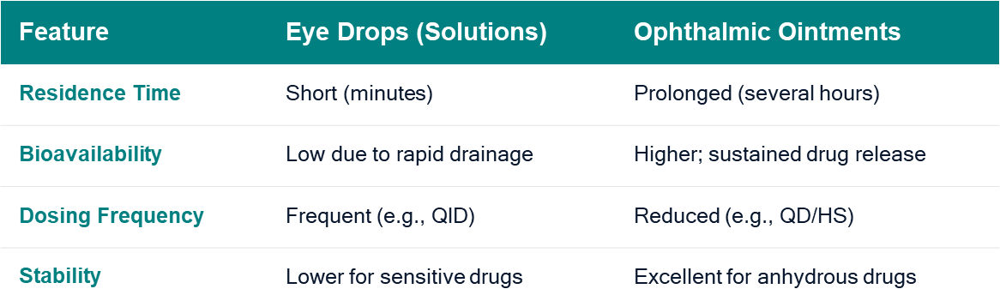 Feature Eye Drops (Solutions) Ophthalmic Ointments
Residence Time Short (minutes) Prolonged (several hours)
Bioavailability Low due to rapid drainage Higher; sustained drug release
Dosing Frequency Frequent (e.g., QID) Reduced (e.g., QD/HS)
Stability Lower for sensitive drugs Excellent for anhydrous drugs